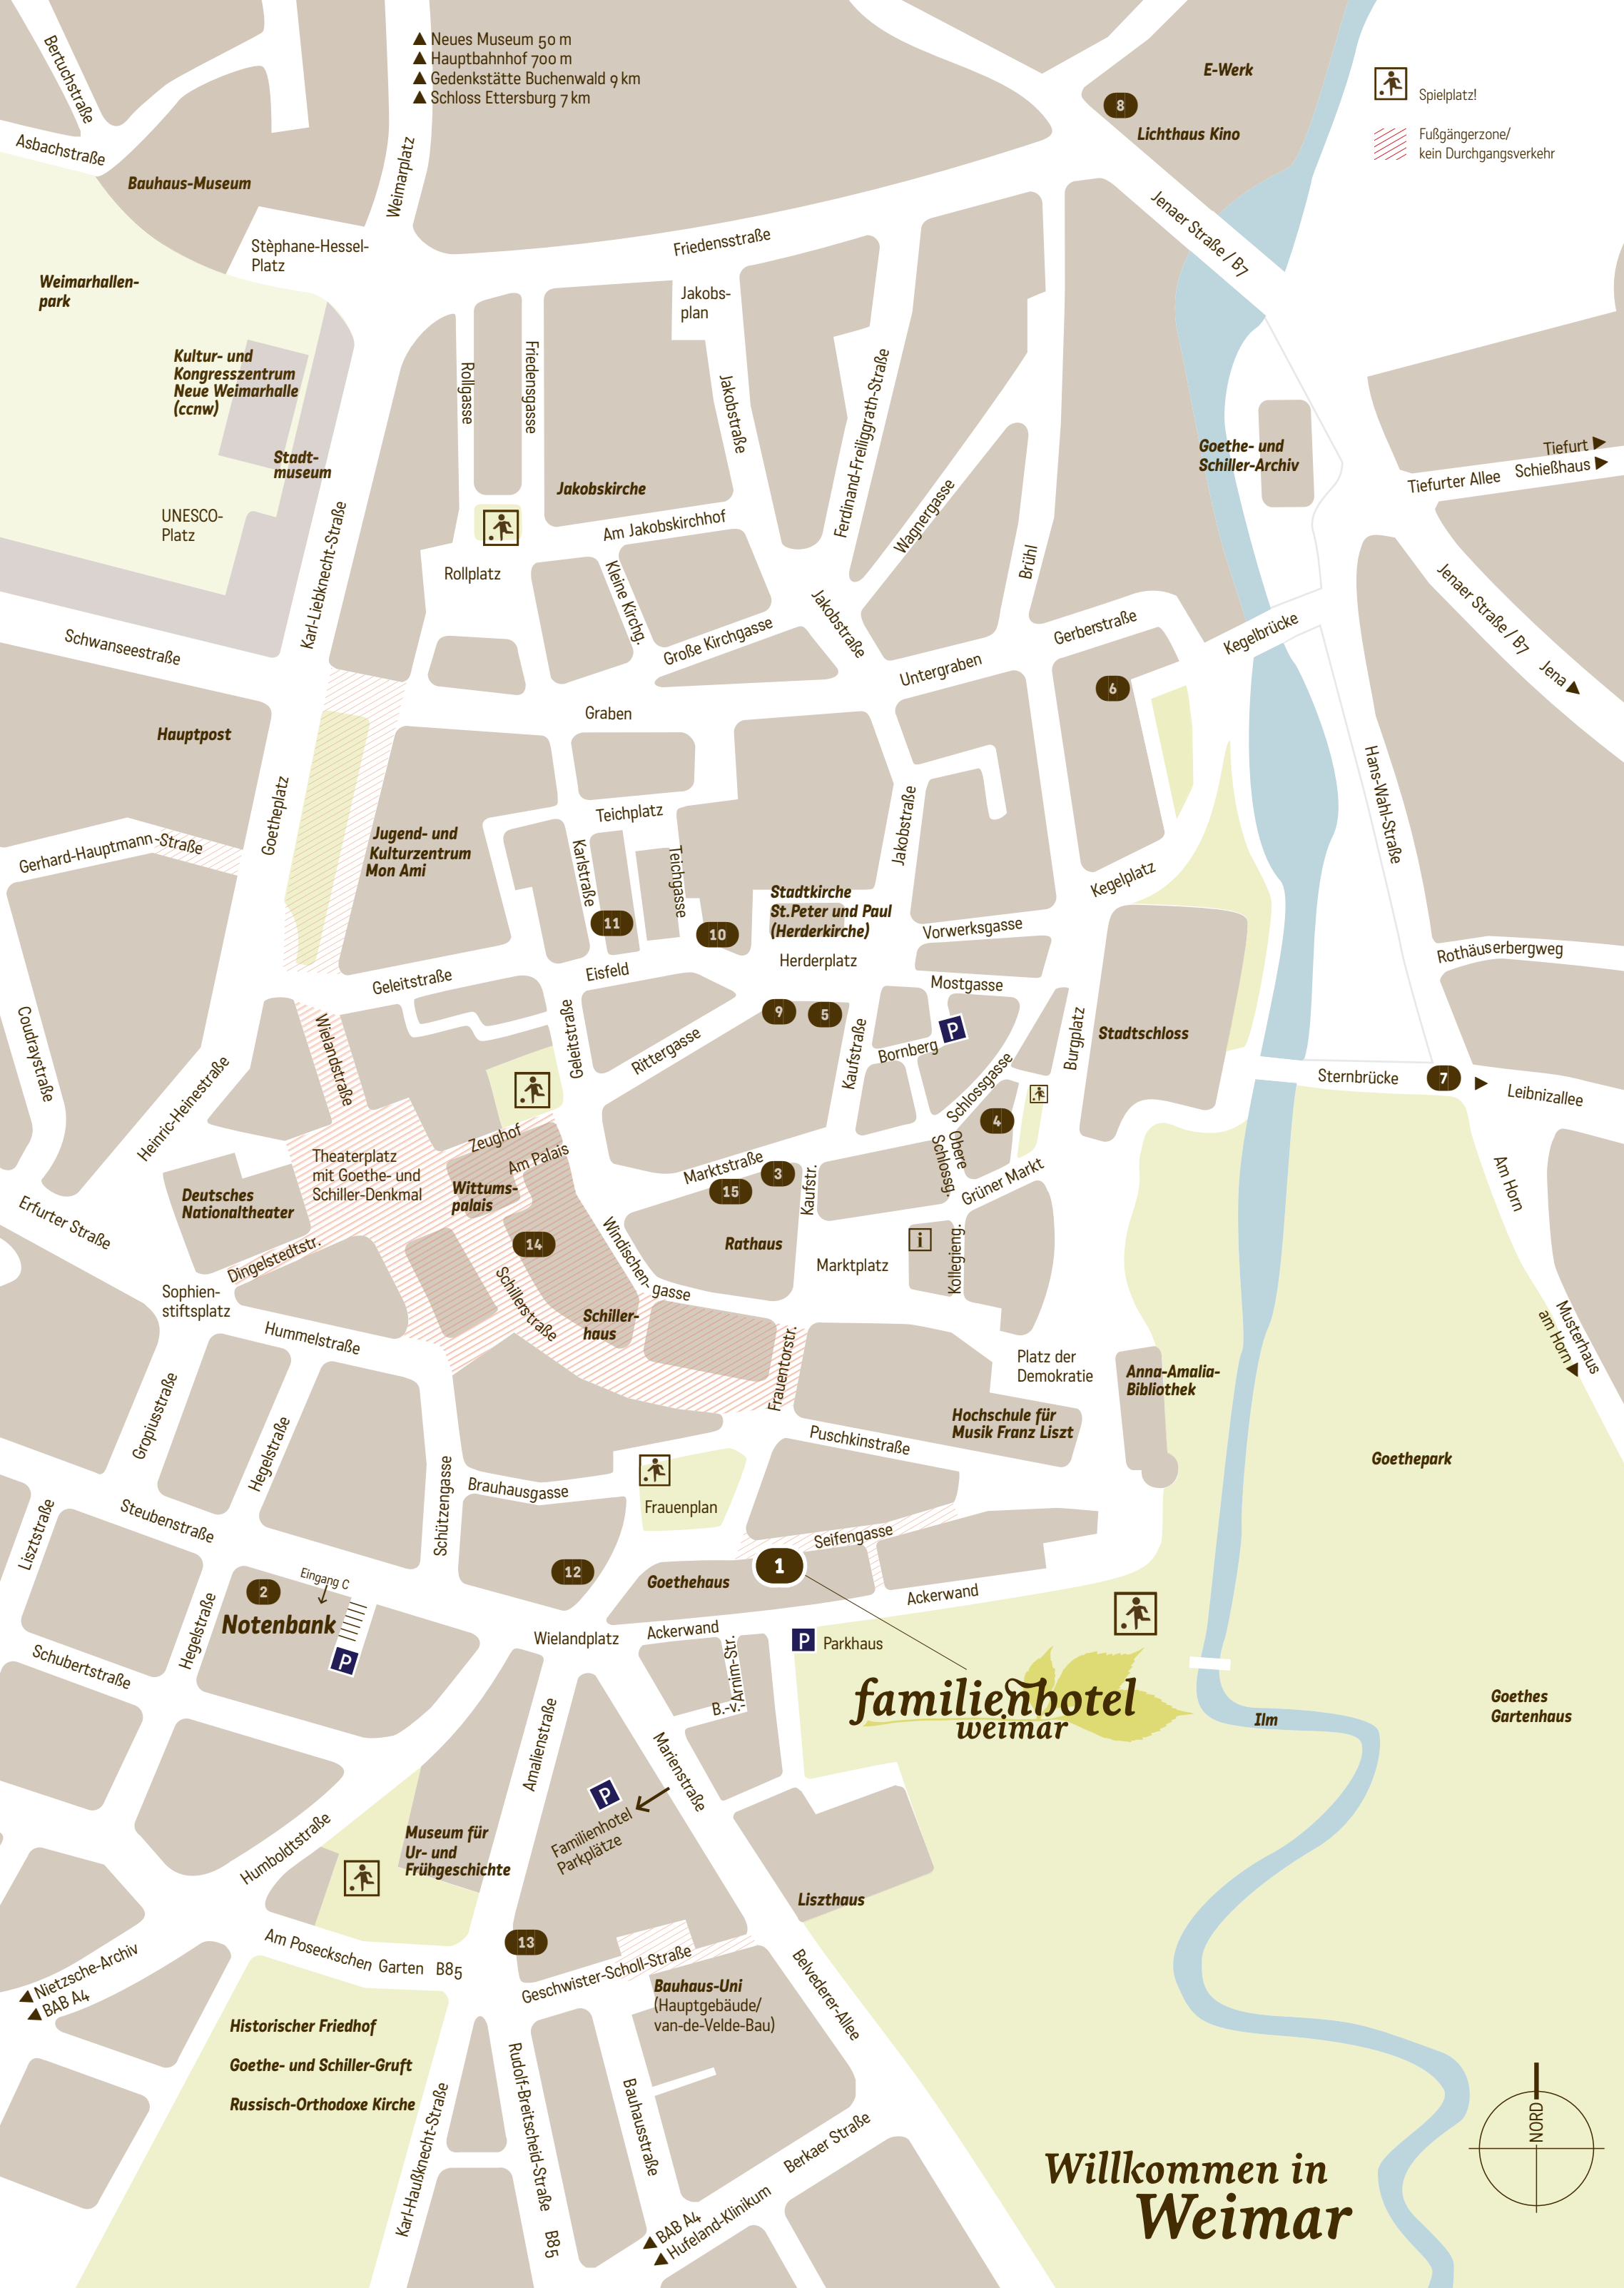 Neues Museum 50 m
Hauptbahnhof 700 m
Gedenkstätte Buchenwald 9 km
Schloss Ettersburg 7 km
Bertuchstraße
Asbachstraße
Bauhaus-Museum
Weimarplatz
Stèphane-Hessel-
Platz
Weimarhallen-
park
E-Werk
8
Lichthaus Kino
Spielplatz!
Fußgängerzone/
kein Durchgangsverkehr
Jenaer Straße / B7
Friedensstraße
Jakobs-
plan
Kultur- und
Kongresszentrum
Neue Weimarhalle
(ccnw)
Stadt-
museum
UNESCO-
Platz
Rollgasse
Friedensgasse
Jakobstraße
Ferdinand-Freiliggrath-Straße
Wagnergasse
Brühl
Jakobskirche
Am Jakobskirchhof
Rollplatz
Kleine Kirchg.
Große Kirchgasse
Jakobstraße
Goethe- und
Schiller-Archiv
Tiefurt
Tiefurter Allee
Schießhaus
Jenaer Straße / B7
Jena
Karl-Liebknecht-Straße
Schwanseestraße
Untergraben
Gerberstraße
Kegelbrücke
6
Graben
Hauptpost
Goetheplatz
Gerhard-Hauptmann-Straße
Jugend- und
Kulturzentrum
Mon Ami
Teichplatz
Karlstraße
Teichgasse
Jakobstraße
Hans-Wahl-Straße
Kegelplatz
11
10
Stadtkirche
St.Peter und Paul
(Herderkirche)
Herderplatz
Vorwerksgasse
Mostgasse
Rothäuserbergweg
Geleitstraße
Eisfeld
Geleitstraße
Rittergasse
9
5
Kaufstraße
Bornberg
P
Schlossgasse
Burgplatz
Stadtschloss
Sternbrücke
7
Leibnizallee
Coudraystraße
Heinric-Heinestraße
Wielandstraße
Zeughof
Am Palais
Theaterplatz
mit Goethe- und
Schiller-Denkmal
Wittums-
palais
Deutsches
Nationaltheater
Dingelstedtstr.
Erfurter Straße
Sophien-
stiftsplatz
Marktstraße
3
15
Kaufstr.
4
Obere
Schlossg.
Grüner Markt
Rathaus
Marktplatz
i
Kollegieng.
Am Horn
Musterhaus
am Horn
14
Windischen-gasse
Schillerstraße
Schiller-
haus
Frauentorstr.
Hummelstraße
Platz der
Demokratie
Anna-Amalia-
Bibliothek
Hochschule für
Musik Franz Liszt
Puschkinstraße
Goethepark
Gropiusstraße
Hegelstraße
Schützengasse
Brauhausgasse
Frauenplan
Steubenstraße
Lisztstraße
Seifengasse
1
12
Goethehaus
Ackerwand
Ackerwand
2
Eingang C
Notenbank
P
Hegelstraße
Schubertstraße
Wielandplatz
P
Parkhaus
B.-v.-Arnim-Str.
familienhotel
weimar
Ilm
Goethes
Gartenhaus
Amalienstraße
Marienstraße
P
Familienhotel
Parkplätze
Humboldtstraße
Museum für
Ur- und
Frühgeschichte
Liszthaus
13
Am Poseckschen Garten B85
Nietzsche-Archiv
BAB A4
Geschwister-Scholl-Straße
Bauhaus-Uni
(Hauptgebäude/
van-de-Velde-Bau)
Belvederer-Allee
Historischer Friedhof
Goethe- und Schiller-Gruft
Russisch-Orthodoxe Kirche
Karl-Haußknecht-Straße
Rudolf-Breitscheid-Straße B85
Bauhausstraße
Berkaer Straße
BAB A4
Hufeland-Klinikum
NORD
Willkommen in
Weimar